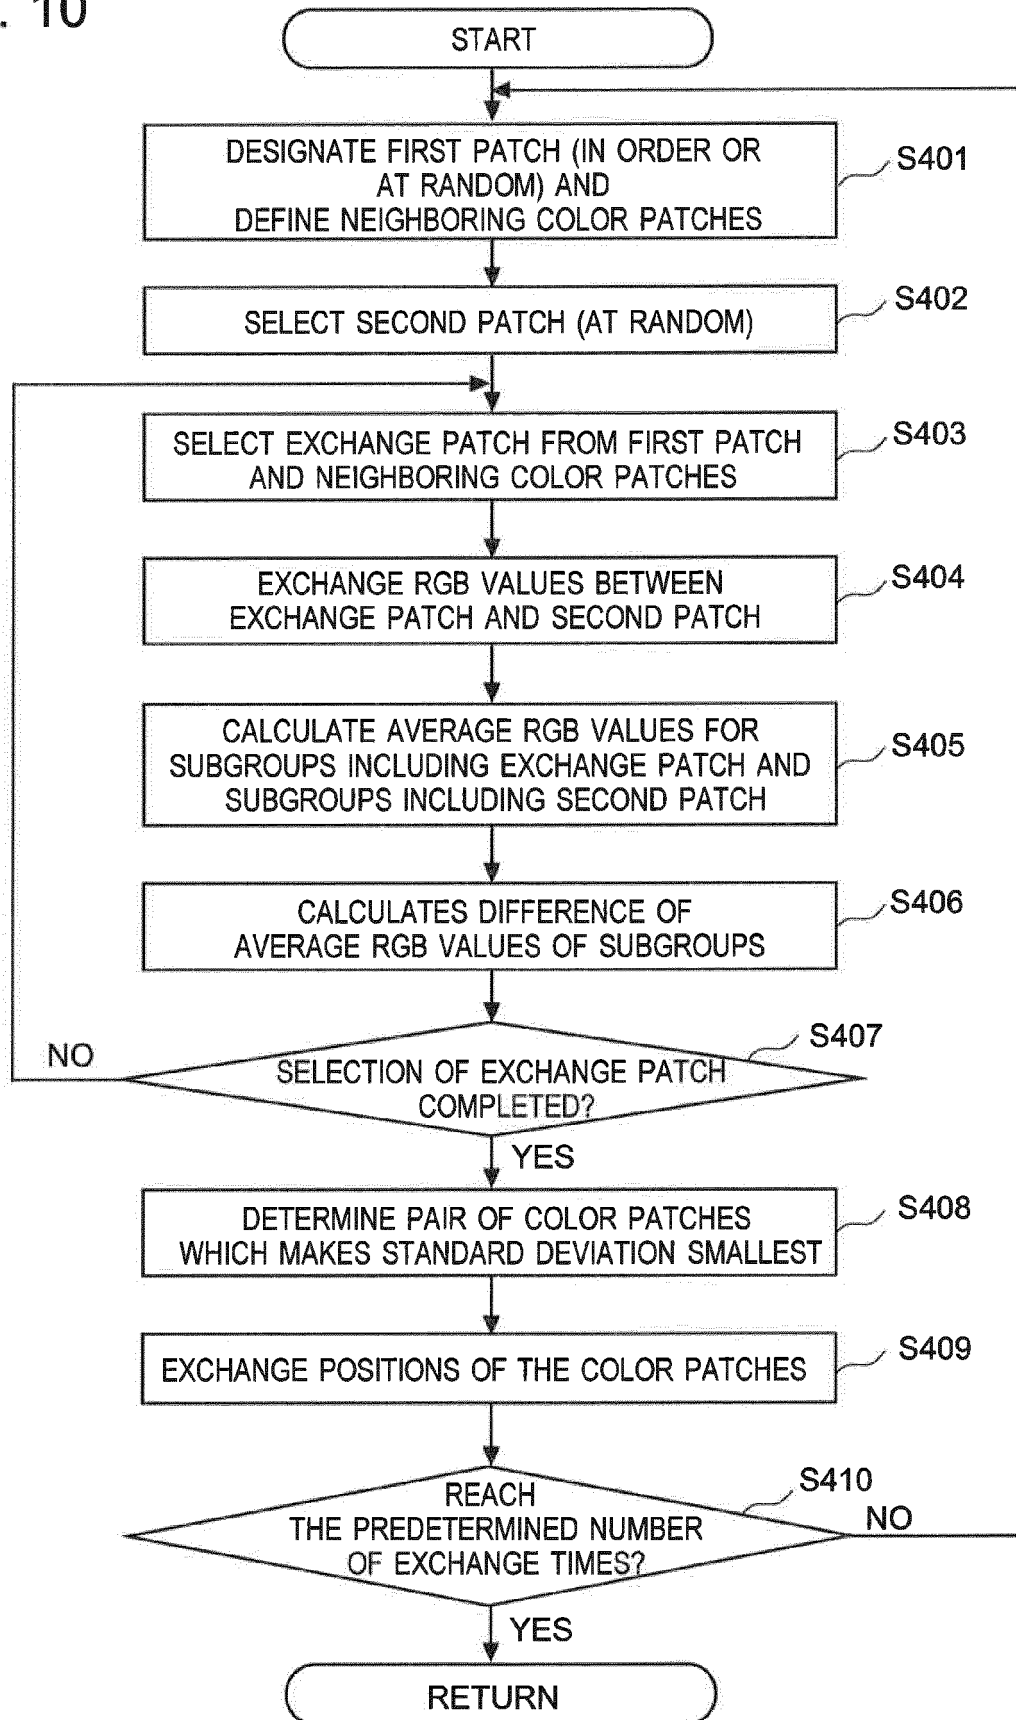 . 10
START
DESIGNATE FIRST PATCH (IN ORDER OR
AT RANDOM) AND
DEFINE NEIGHBORING COLOR PATCHES
S401
SELECT SECOND PATCH (AT RANDOM)
S402
SELECT EXCHANGE PATCH FROM FIRST PATCH
AND NEIGHBORING COLOR PATCHES
S403
EXCHANGE RGB VALUES BETWEEN
EXCHANGE PATCH AND SECOND PATCH
S404
CALCULATE AVERAGE RGB VALUES FOR
SUBGROUPS INCLUDING EXCHANGE PATCH AND
SUBGROUPS INCLUDING SECOND PATCH
S405
CALCULATES DIFFERENCE OF
AVERAGE RGB VALUES OF SUBGROUPS
S406
NO
SELECTION OF EXCHANGE PATCH
COMPLETED?
S407
YES
DETERMINE PAIR OF COLOR PATCHES
WHICH MAKES STANDARD DEVIATION SMALLEST
S408
EXCHANGE POSITIONS OF THE COLOR PATCHES
S409
REACH
THE PREDETERMINED NUMBER
OF EXCHANGE TIMES?
S410
NO
YES
RETURN